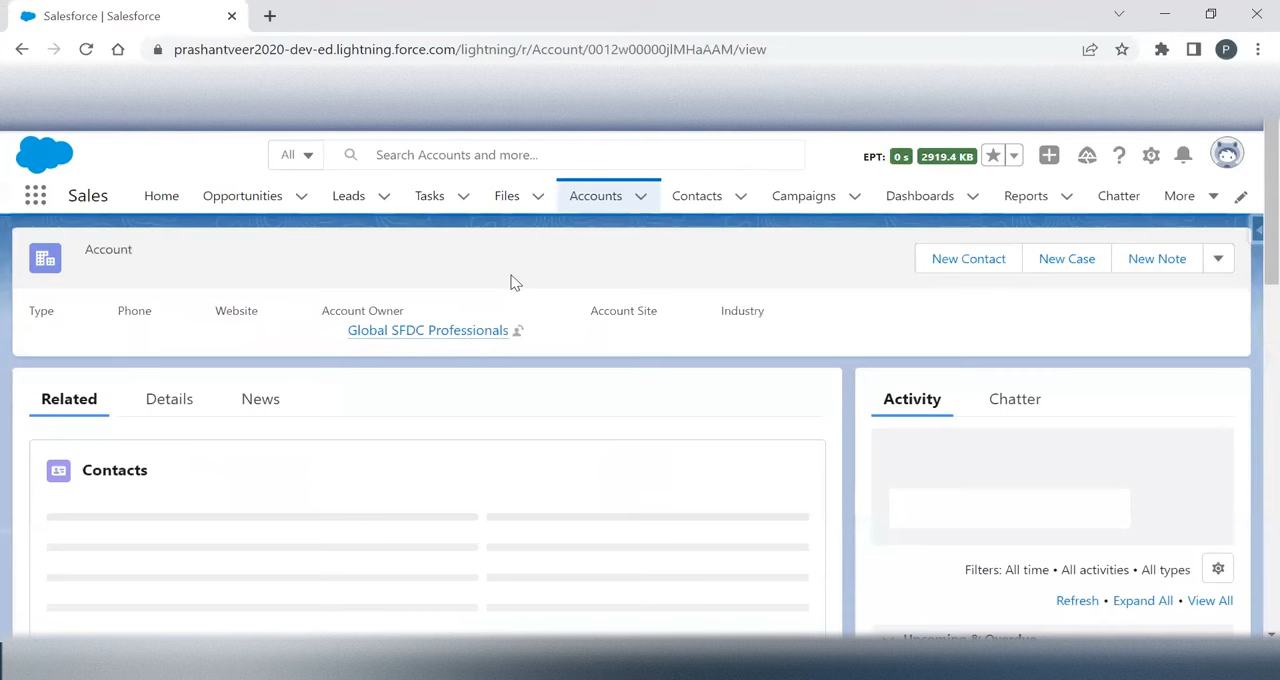 Salesforce | Salesforce
prashantveer2020-dev-ed.lightning.force.com/lightning/r/Account/0012w00000jlMHaAAM/view
P
All
Search Accounts and more...
EPT: 0 s 2919.4 KB
Sales
Home Opportunities Leads Tasks Files Accounts Contacts Campaigns Dashboards Reports Chatter More
Account
New Contact New Case New Note
Type Phone Website Account Owner Account Site Industry
Global SFDC Professionals
Related Details News
Activity Chatter
Contacts
Filters: All time • All activities • All types
Refresh • Expand All • View All
Upcoming & Overdue